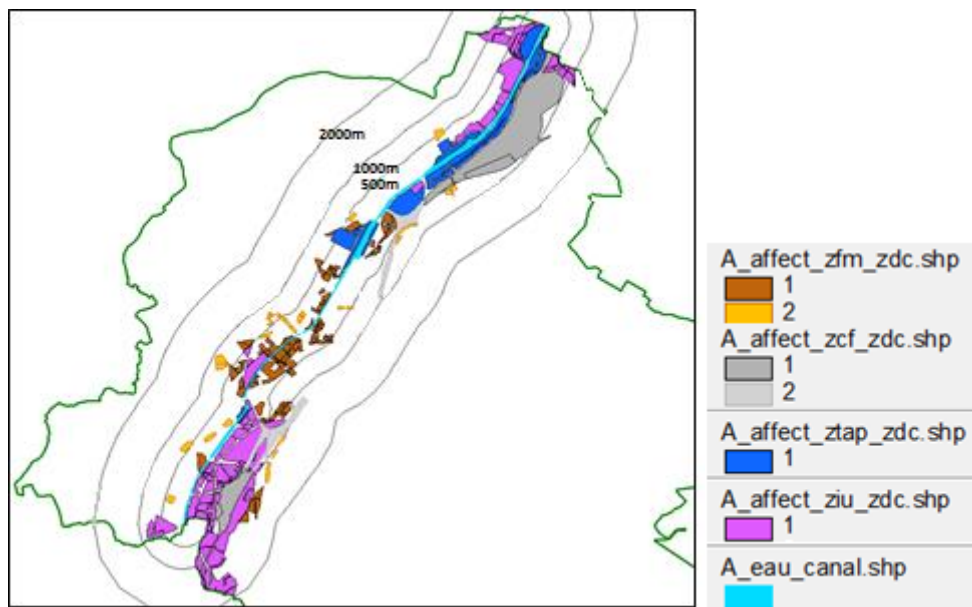 2000m
1000m
500m
A_affect_zfm_zdc.shp
1
2
A_affect_zcf_zdc.shp
1
2
A_affect_ztap_zdc.shp
1
A_affect_ziu_zdc.shp
1
A_eau_canal.shp